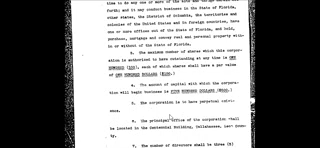 time to do any one or more of the acts and things set
forth; and it may conduct business in the State of Florida,
other states, the District of Columbia, the territories and
colonies of the United States and in foreign countries, have
one or more offices out of the State of Florida, and hold,
purchase, mortgage and convey real and personal property with-
in or without of the State of Florida.
3. The maximum number of shares which this corpor-
ation is authorized to have outstanding at any time is ONE
HUNDRED (100), each of which shares shall have a par value
of ONE HUNDRED DOLLARS ($100.)
4. The amount of capital with which the corpora-
tion will begin business is FIVE HUNDRED DOLLARS ($500.)
5. The corporation is to have perpetual exist-
ence.
6. The principal office of the corporation shall
be located in the Centennial Building, Tallahassee, Leon Coun-
ty.
7. The number of directors shall be three (3)